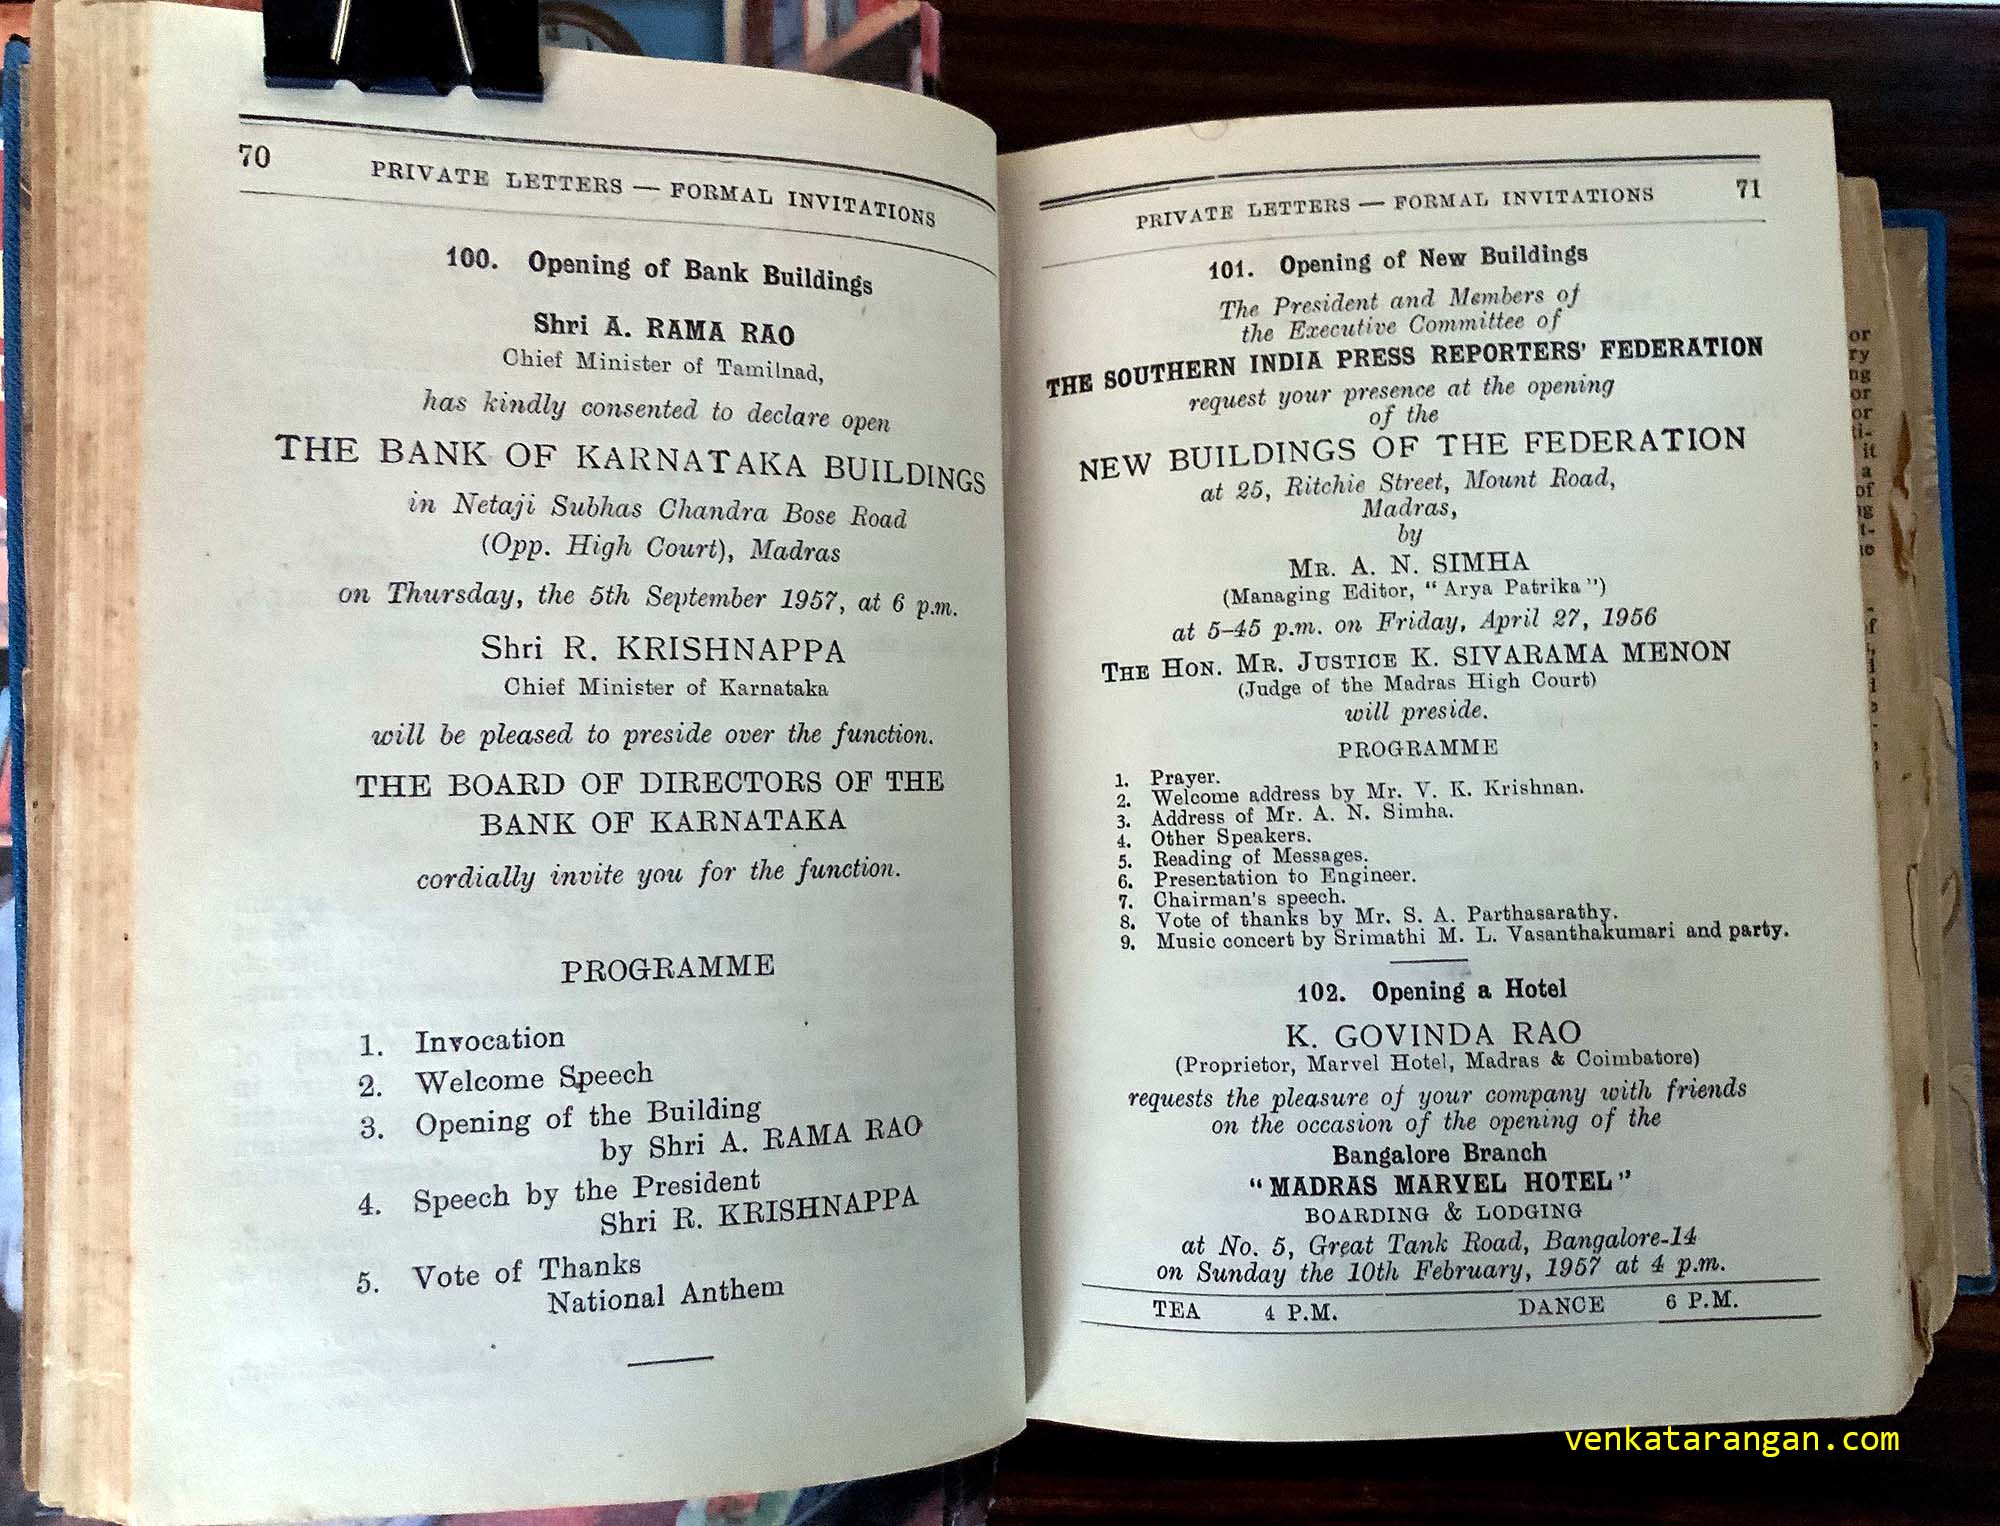 70
PRIVATE LETTERS — FORMAL INVITATIONS
100. Opening of Bank Buildings
Shri A. RAMA RAO
Chief Minister of Tamilnad,
has kindly consented to declare open
THE BANK OF KARNATAKA BUILDINGS
in Netaji Subhas Chandra Bose Road
(Opp. High Court), Madras
on Thursday, the 5th September 1957, at 6 p.m.
Shri R. KRISHNAPPA
Chief Minister of Karnataka
will be pleased to preside over the function.
THE BOARD OF DIRECTORS OF THE
BANK OF KARNATAKA
cordially invite you for the function.
PROGRAMME
1. Invocation
2. Welcome Speech
3. Opening of the Building
by Shri A. RAMA RAO
4. Speech by the President
Shri R. KRISHNAPPA
5. Vote of Thanks
National Anthem
PRIVATE LETTERS — FORMAL INVITATIONS
71
101. Opening of New Buildings
The President and Members of
the Executive Committee of
THE SOUTHERN INDIA PRESS REPORTERS' FEDERATION
request your presence at the opening
of the
NEW BUILDINGS OF THE FEDERATION
at 25, Ritchie Street, Mount Road,
Madras,
by
MR. A. N. SIMHA
(Managing Editor, "Arya Patrika")
at 5-45 p.m. on Friday, April 27, 1956
THE HON. MR. JUSTICE K. SIVARAMA MENON
(Judge of the Madras High Court)
will preside.
PROGRAMME
1. Prayer.
2. Welcome address by Mr. V. K. Krishnan.
3. Address of Mr. A. N. Simha.
4. Other Speakers.
5. Reading of Messages.
6. Presentation to Engineer.
7. Chairman's speech.
8. Vote of thanks by Mr. S. A. Parthasarathy.
9. Music concert by Srimathi M. L. Vasanthakumari and party.
102. Opening a Hotel
K. GOVINDA RAO
(Proprietor, Marvel Hotel, Madras & Coimbatore)
requests the pleasure of your company with friends
on the occasion of the opening of the
Bangalore Branch
"MADRAS MARVEL HOTEL"
BOARDING & LODGING
at No. 5, Great Tank Road, Bangalore-14
on Sunday the 10th February, 1957 at 4 p.m.
TEA 4 P.M. DANCE 6 P.M.
venkatarangan.com